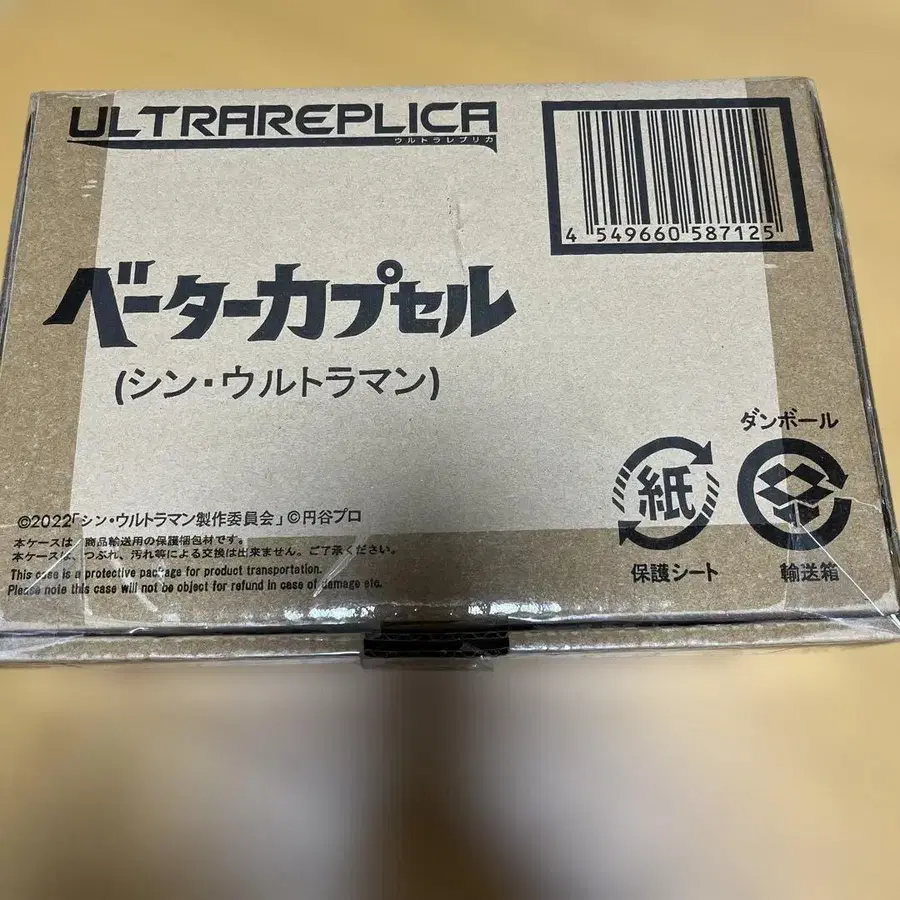 ULTRAREPLICA
ウルトラレプリカ
4 549660 587125
ベーターカプセル
(シン・ウルトラマン)
ダンボール
紙
©2022「シン・ウルトラマン製作委員会」©円谷プロ
本ケースは、商品輸送用の保護梱包材です。
本ケースは、つぶれ、汚れ等による交換は出来ません。ご了承ください。
This case is a protective package for product transportation.
Please note this case will not be object for refund in case of damage etc.
保護シート
輸送箱